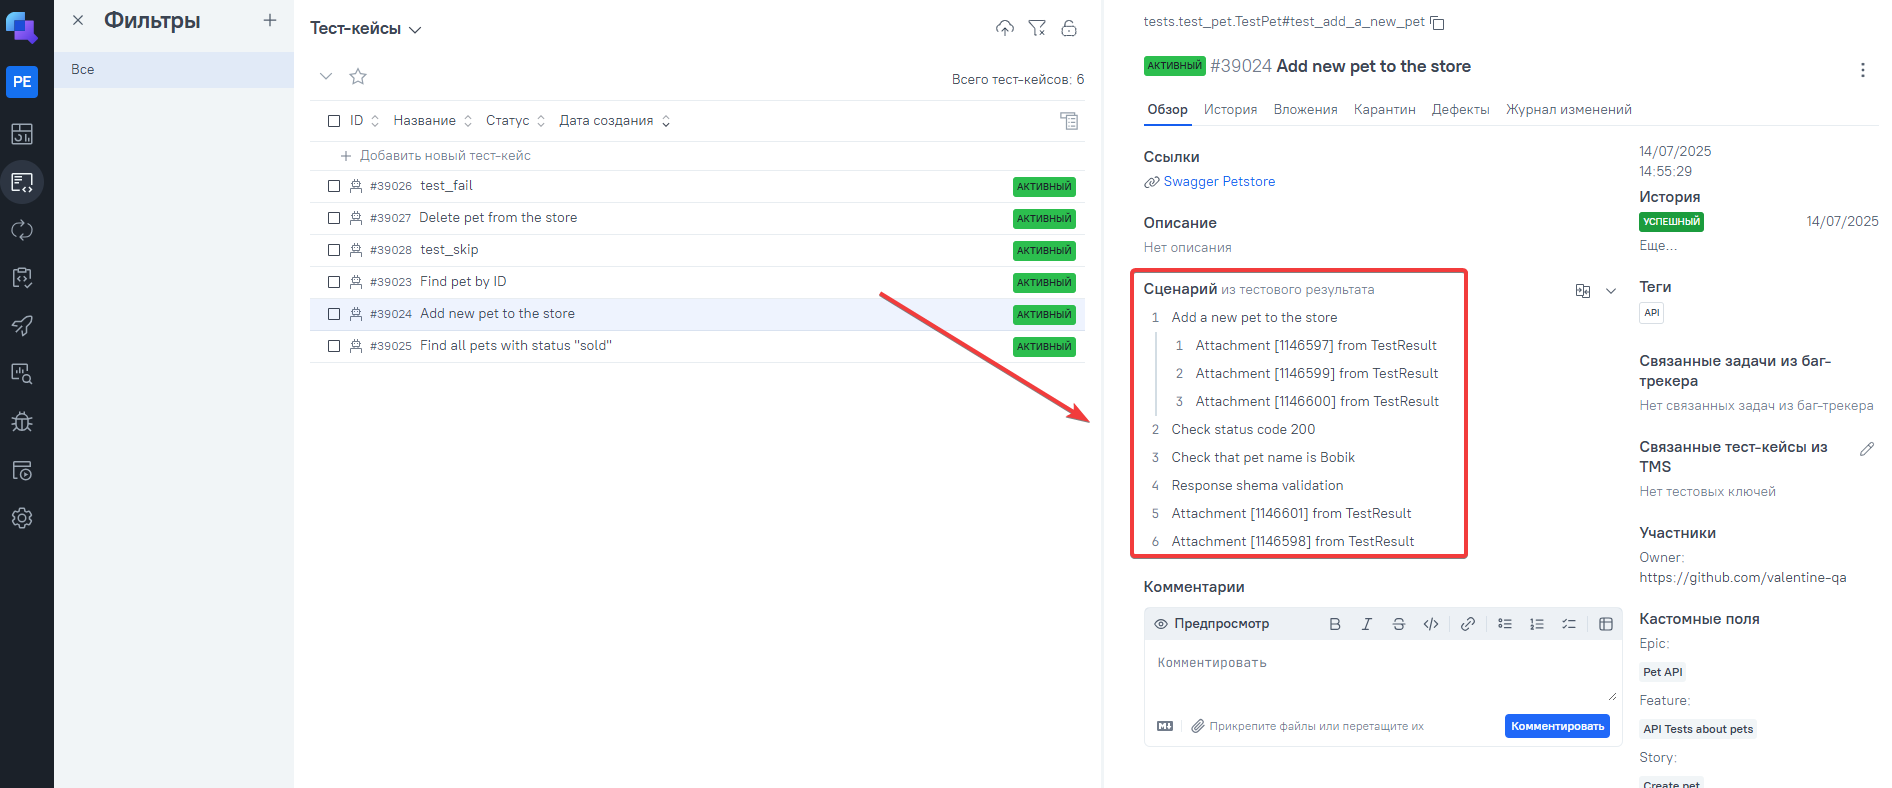 PE
Фильтры
Все
Тест-кейсы
Всего тест-кейсов: 6
ID Название Статус Дата создания
Добавить новый тест-кейс
#39026 test_fail АКТИВНЫЙ
#39027 Delete pet from the store АКТИВНЫЙ
#39028 test_skip АКТИВНЫЙ
#39023 Find pet by ID АКТИВНЫЙ
#39024 Add new pet to the store АКТИВНЫЙ
#39025 Find all pets with status "sold" АКТИВНЫЙ
tests.test_pet.TestPet#test_add_a_new_pet
АКТИВНЫЙ #39024 Add new pet to the store
Обзор История Вложения Карантин Дефекты Журнал изменений
Ссылки
Swagger Petstore
Описание
Нет описания
Сценарий из тестового результата
1 Add a new pet to the store
1 Attachment [1146597] from TestResult
2 Attachment [1146599] from TestResult
3 Attachment [1146600] from TestResult
2 Check status code 200
3 Check that pet name is Bobik
4 Response shema validation
5 Attachment [1146601] from TestResult
6 Attachment [1146598] from TestResult
Комментарии
Предпросмотр
Комментировать
Прикрепите файлы или перетащите их
Комментировать
14/07/2025
14:55:29
История
УСПЕШНЫЙ 14/07/2025
Еще...
Теги
API
Связанные задачи из баг-
трекера
Нет связанных задач из баг-трекера
Связанные тест-кейсы из
TMS
Нет тестовых ключей
Участники
Owner:
https://github.com/valentine-qa
Кастомные поля
Epic:
Pet API
Feature:
API Tests about pets
Story:
Create pet